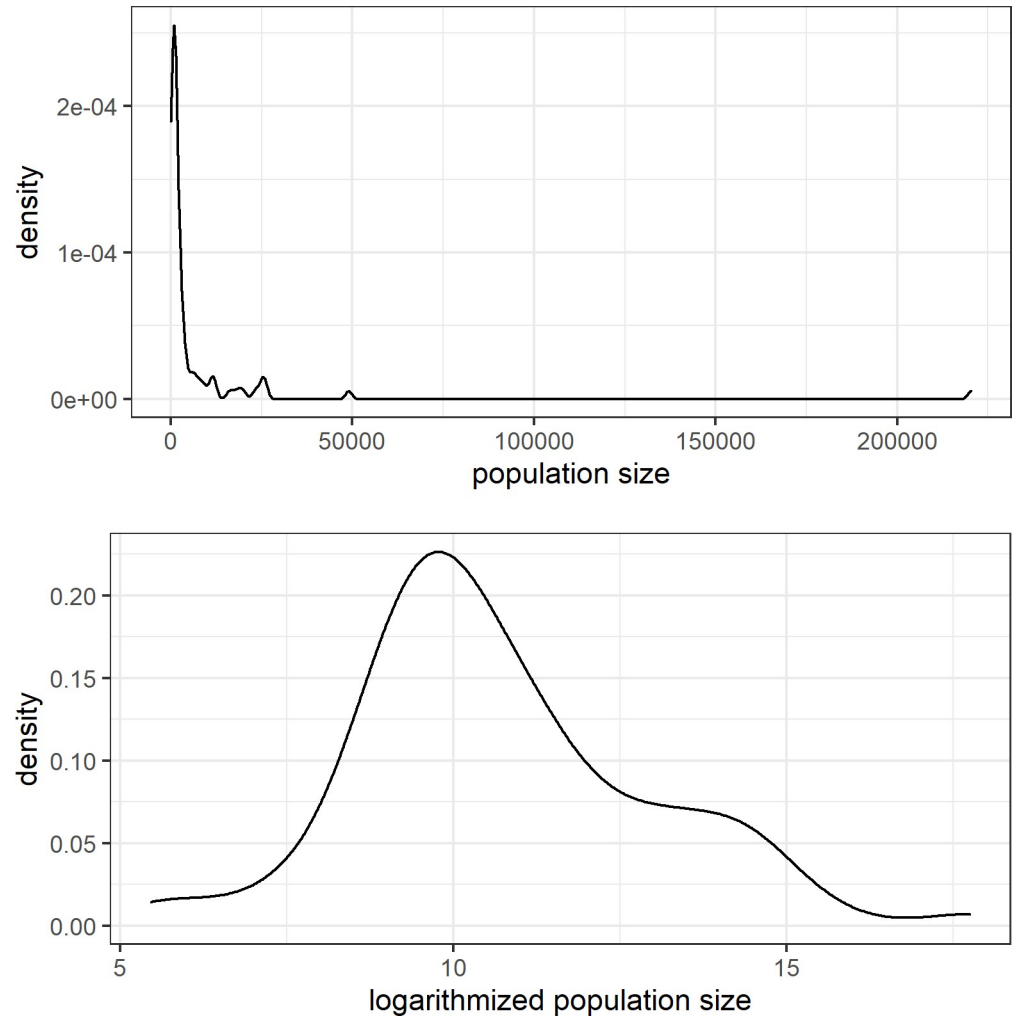 density
2e-04
1e-04
0e+00
0 50000 100000 150000 200000
population size
density
0.20
0.15
0.10
0.05
0.00
5 10 15
logarithmized population size